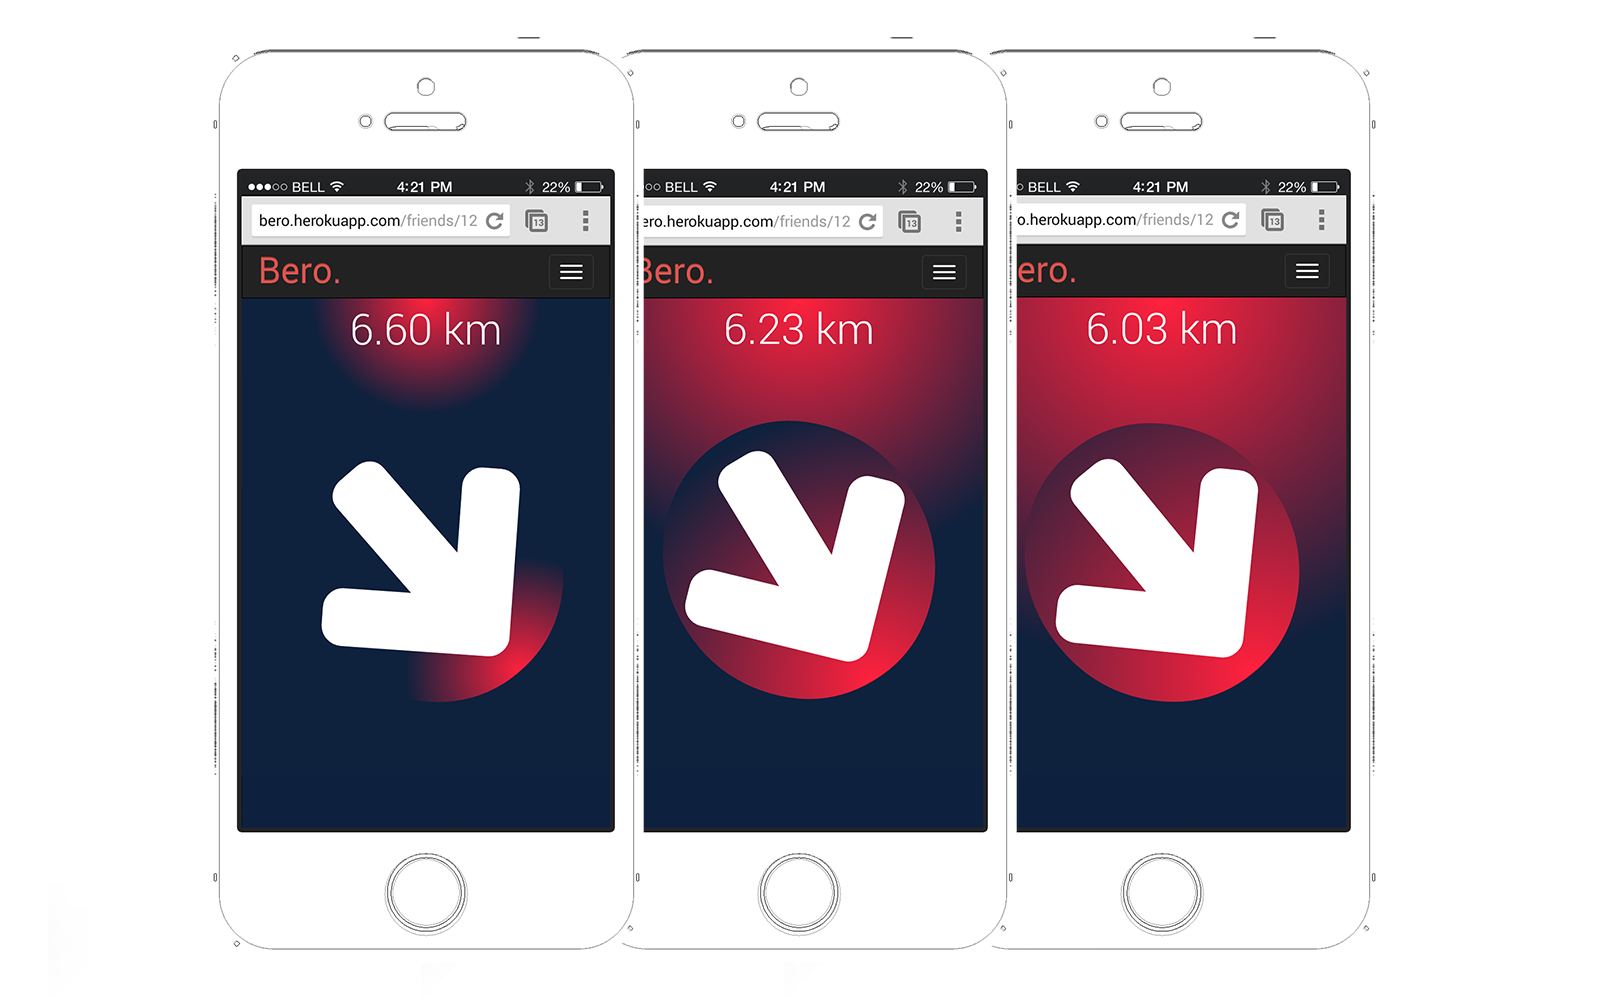 BELL 4:21 PM 22%
bero.herokuapp.com/friends/12 13
Bero.
6.60 km
BELL 4:21 PM 22%
ero.herokuapp.com/friends/12 13
Bero.
6.23 km
BELL 4:21 PM 22%
o.herokuapp.com/friends/12 13
ero.
6.03 km